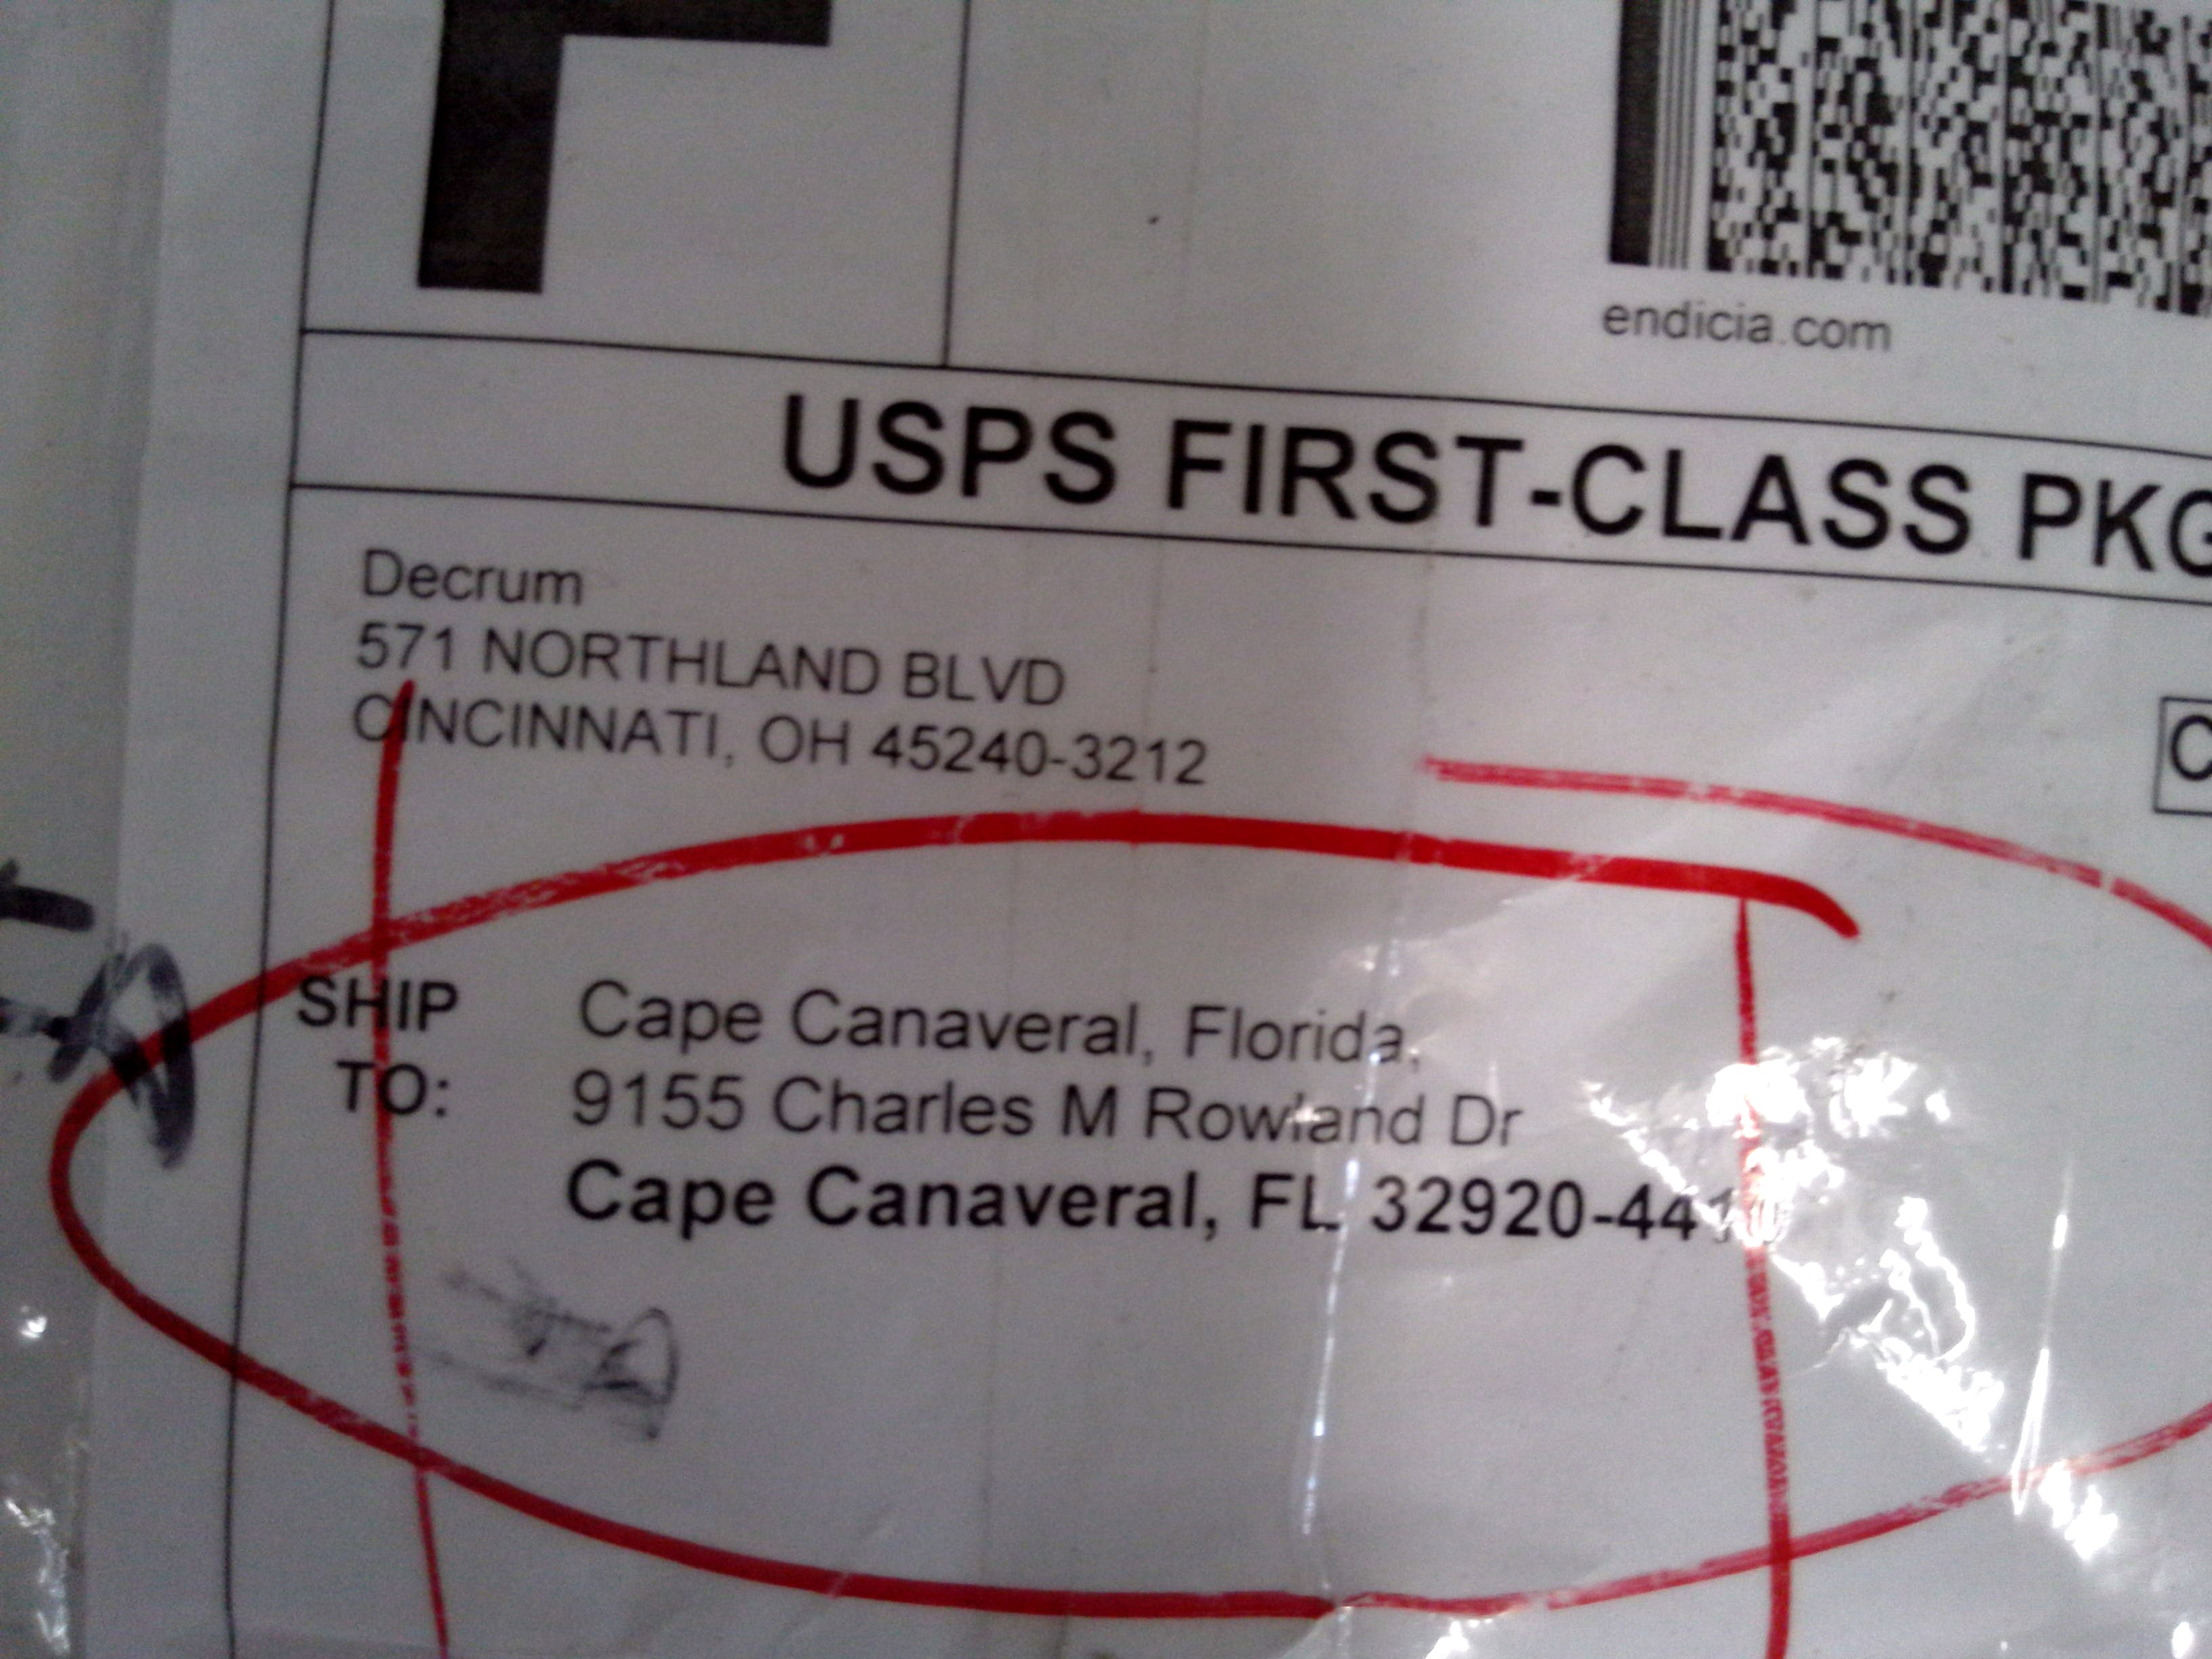 endicia.com
USPS FIRST-CLASS PKG
Decrum
571 NORTHLAND BLVD
CINCINNATI, OH 45240-3212
C
SHIP TO:
Cape Canaveral, Florida,
9155 Charles M Rowland Dr
Cape Canaveral, FL 32920-4410